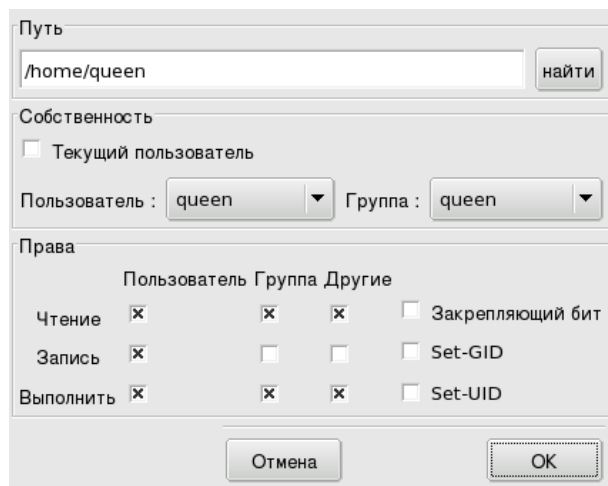 Путь
/home/queen
найти
Собственность
Текущий пользователь
Пользователь : queen Группа : queen
Права
Пользователь Группа Другие
Чтение Закрепляющий бит
Запись Set-GID
Выполнить Set-UID
Отмена OK